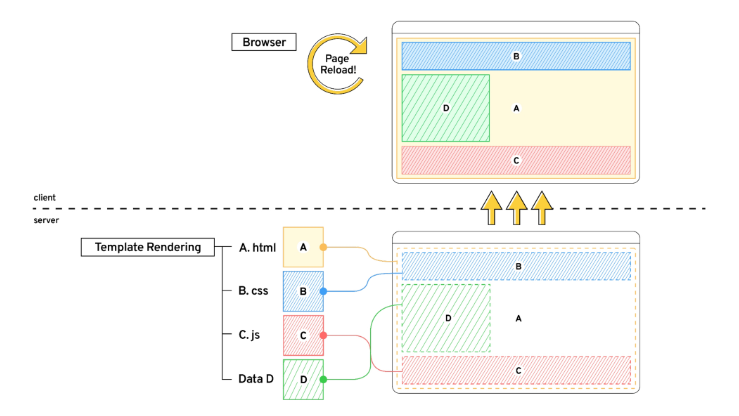 Browser
Page
Reload!
B
D
A
C
client
server
Template Rendering
A. html
A
B. css
B
C. js
C
Data D
D
B
D
A
C